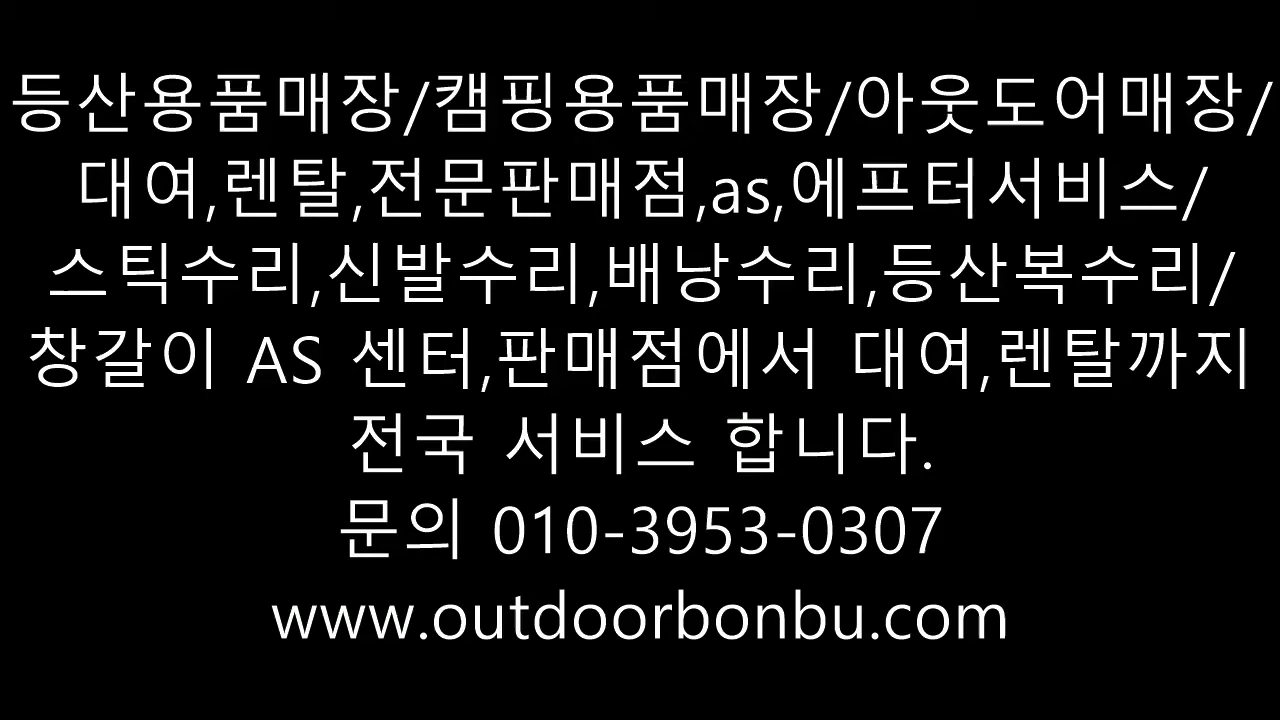 등산용품매장/캠핑용품매장/아웃도어매장/
대여,렌탈,전문판매점,as,에프터서비스/
스틱수리,신발수리,배낭수리,등산복수리/
창갈이 AS 센터,판매점에서 대여,렌탈까지
전국 서비스 합니다.
문의 010-3953-0307
www.outdoorbonbu.com